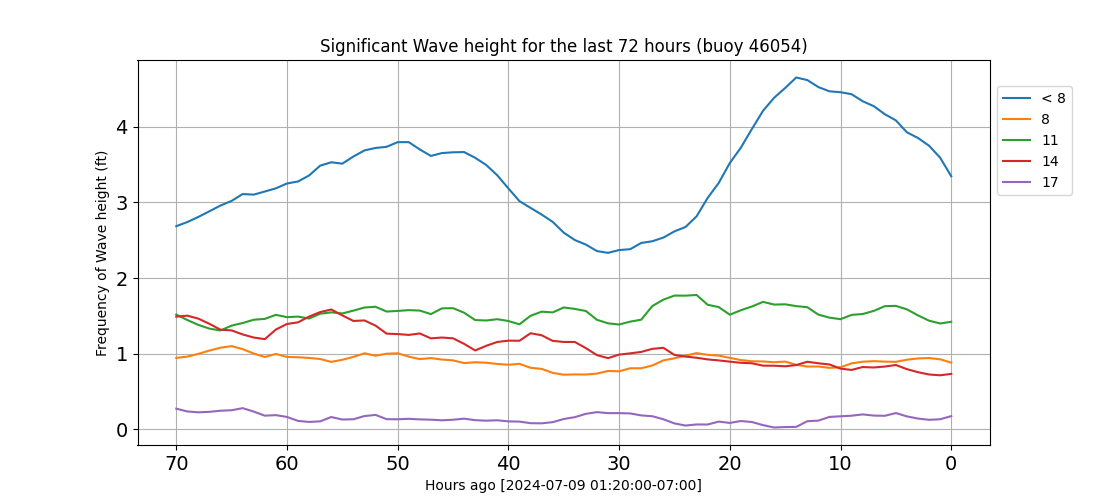 Significant Wave height for the last 72 hours (buoy 46054)
Frequency of Wave height (ft)
4
3
2
1
0
70 60 50 40 30 20 10 0
Hours ago [2024-07-09 01:20:00-07:00]
< 8
8
11
14
17